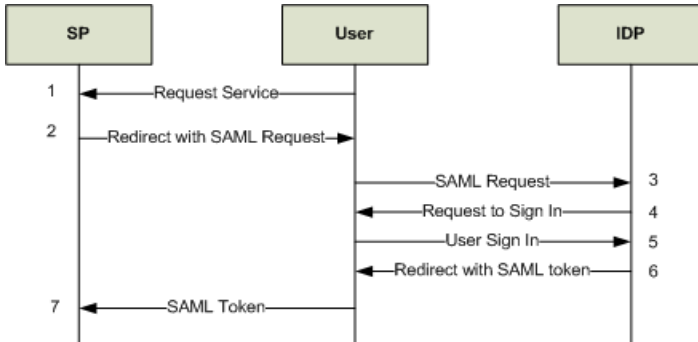 SP User IDP
1 Request Service
2 Redirect with SAML Request
SAML Request 3
Request to Sign In 4
User Sign In 5
Redirect with SAML token 6
7 SAML Token